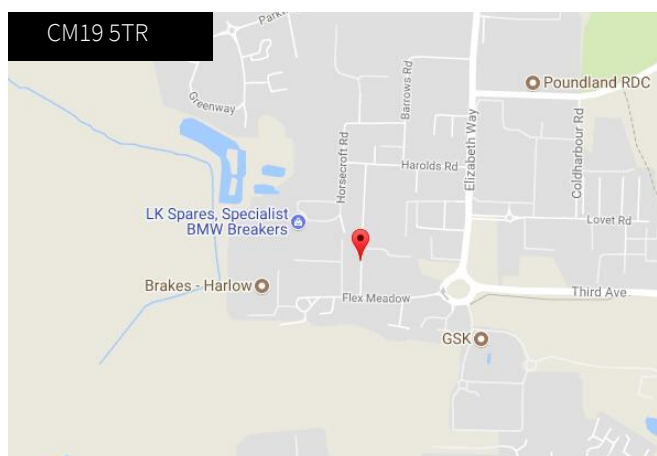 CM19 5TR
Park
Greenway
Horsecroft Rd
Barrows Rd
Elizabeth Way
Poundland RDC
Coldharbour Rd
Harolds Rd
Lovet Rd
LK Spares, Specialist
BMW Breakers
Brakes - Harlow
Flex Meadow
Third Ave
GSK